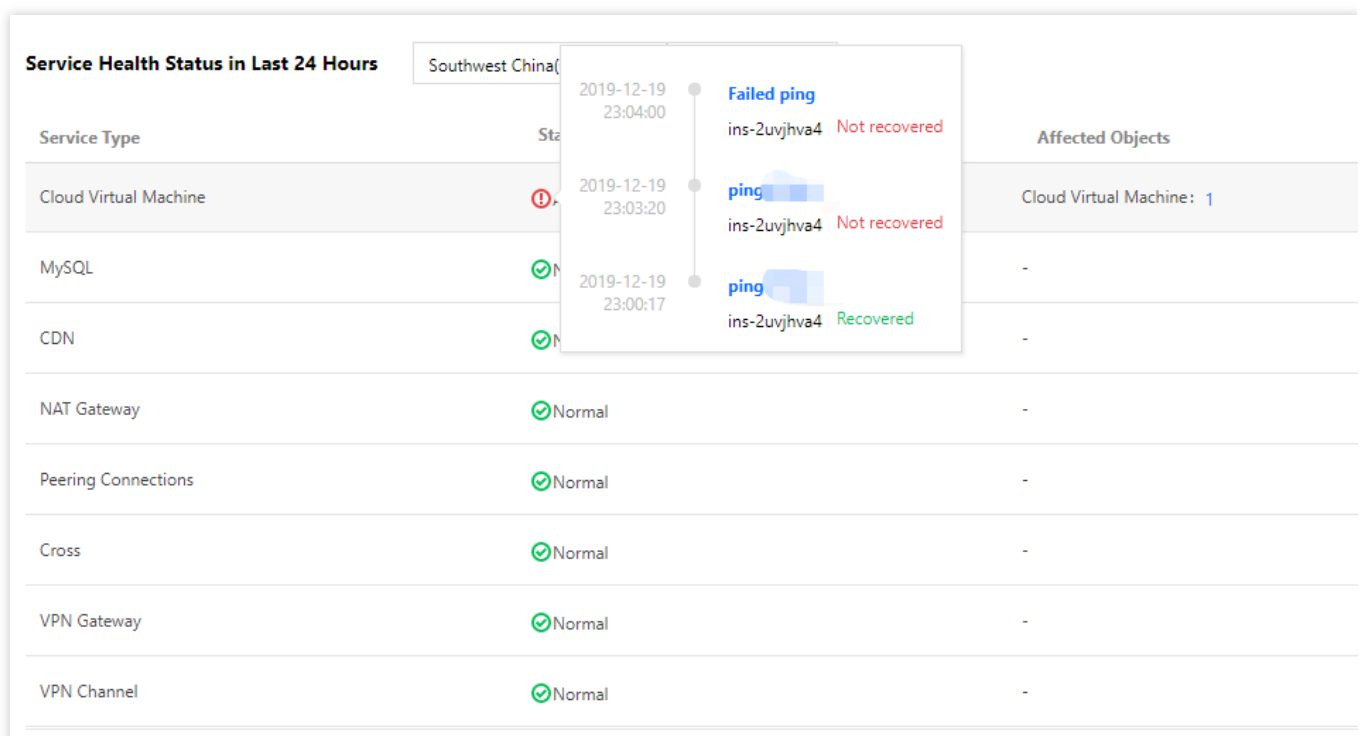 Service Health Status in Last 24 Hours
Southwest China(
2019-12-19
23:04:00
Failed ping
ins-2uvjhva4 Not recovered
Service Type
Affected Objects
Cloud Virtual Machine
2019-12-19
23:03:20
ping
ins-2uvjhva4 Not recovered
Cloud Virtual Machine: 1
MySQL
-
2019-12-19
23:00:17
ping
ins-2uvjhva4 Recovered
CDN
-
NAT Gateway Normal -
Peering Connections Normal -
Cross Normal -
VPN Gateway Normal -
VPN Channel Normal -